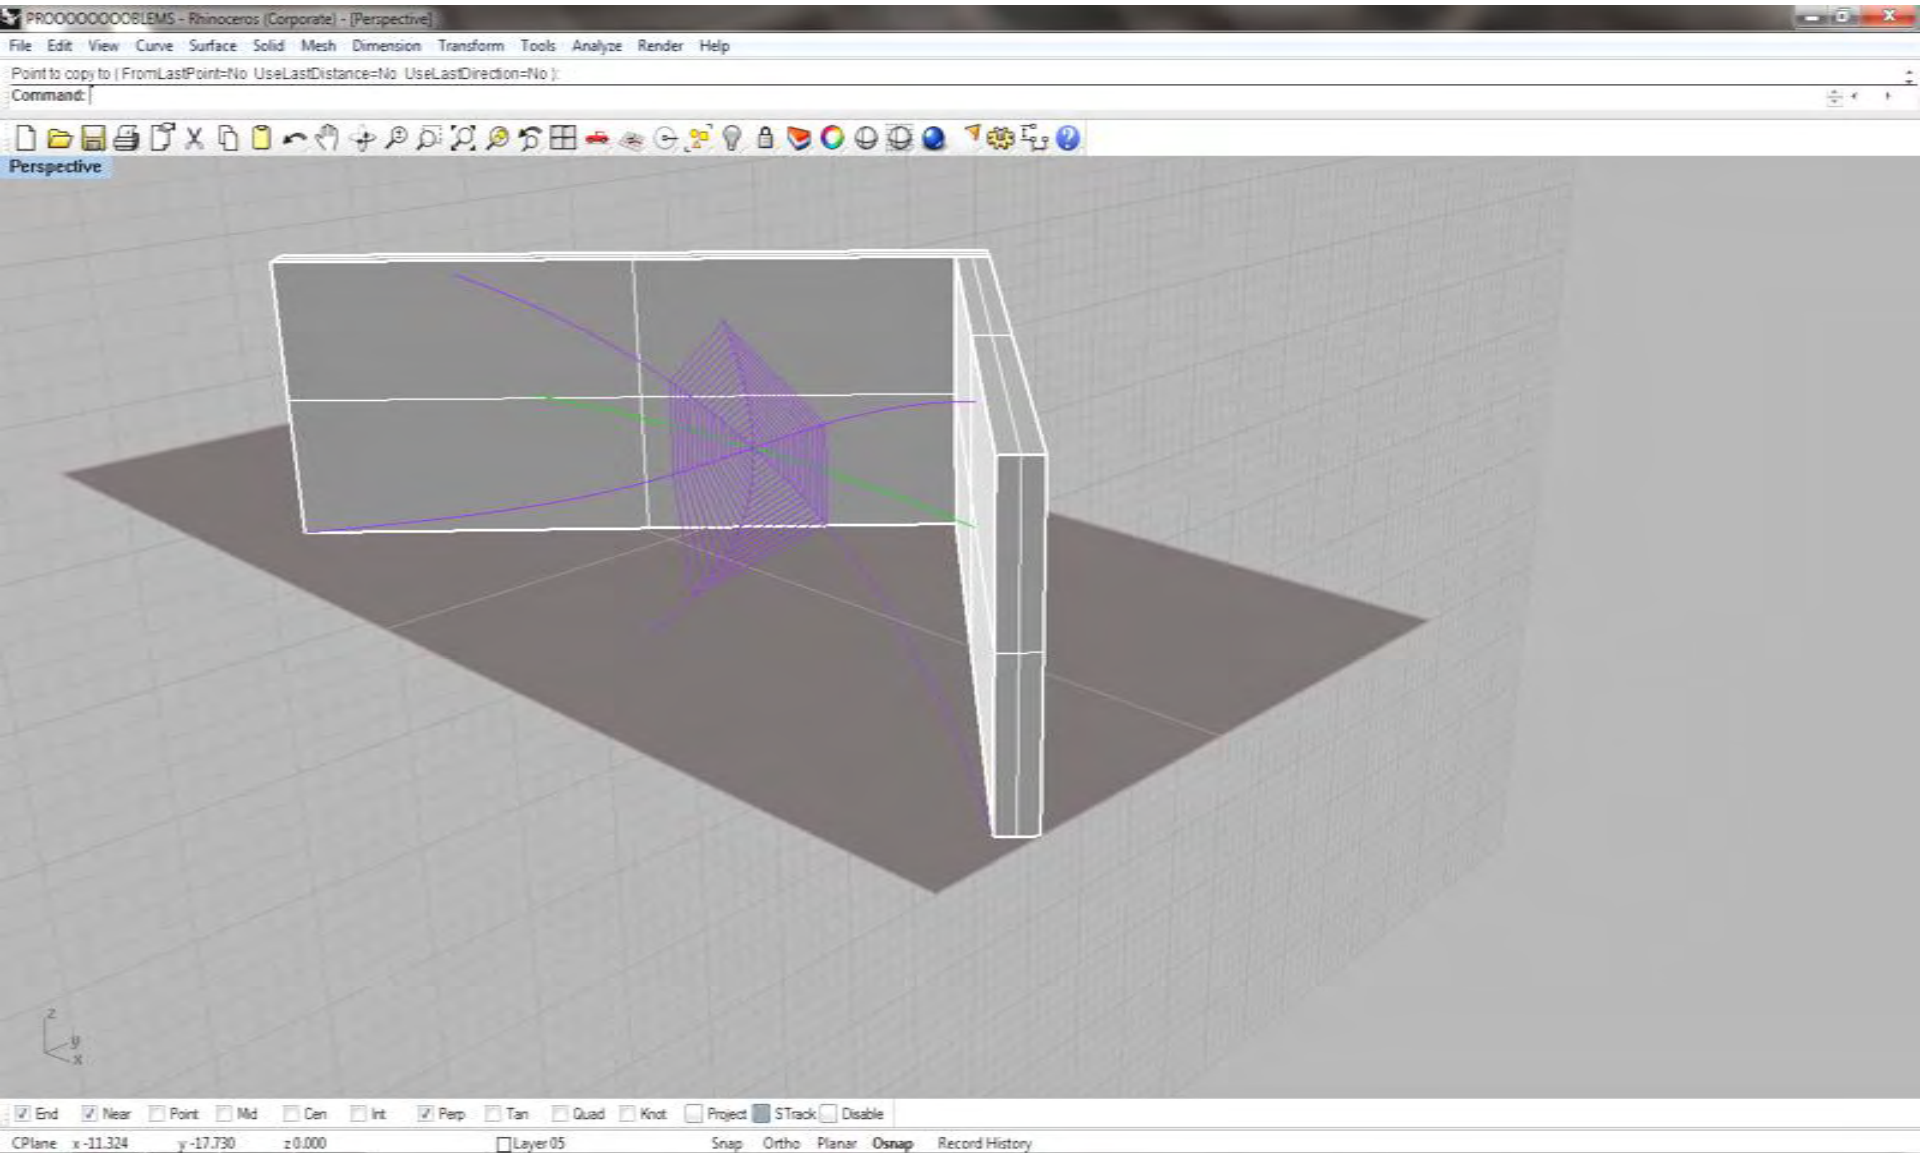 PROOOOOOOOBLEMS - Rhinoceros (Corporate) - [Perspective]
File Edit View Curve Surface Solid Mesh Dimension Transform Tools Analyze Render Help
Point to copy to ( FromLastPoint=No UseLastDistance=No UseLastDirection=No ):
Command:
Perspective
z
y
x
End Near Point Mid Cen Int Perp Tan Quad Knot Project STrack Disable
CPlane x -11.324 y -17.730 z 0.000 Layer 05 Snap Ortho Planar Osnap Record History